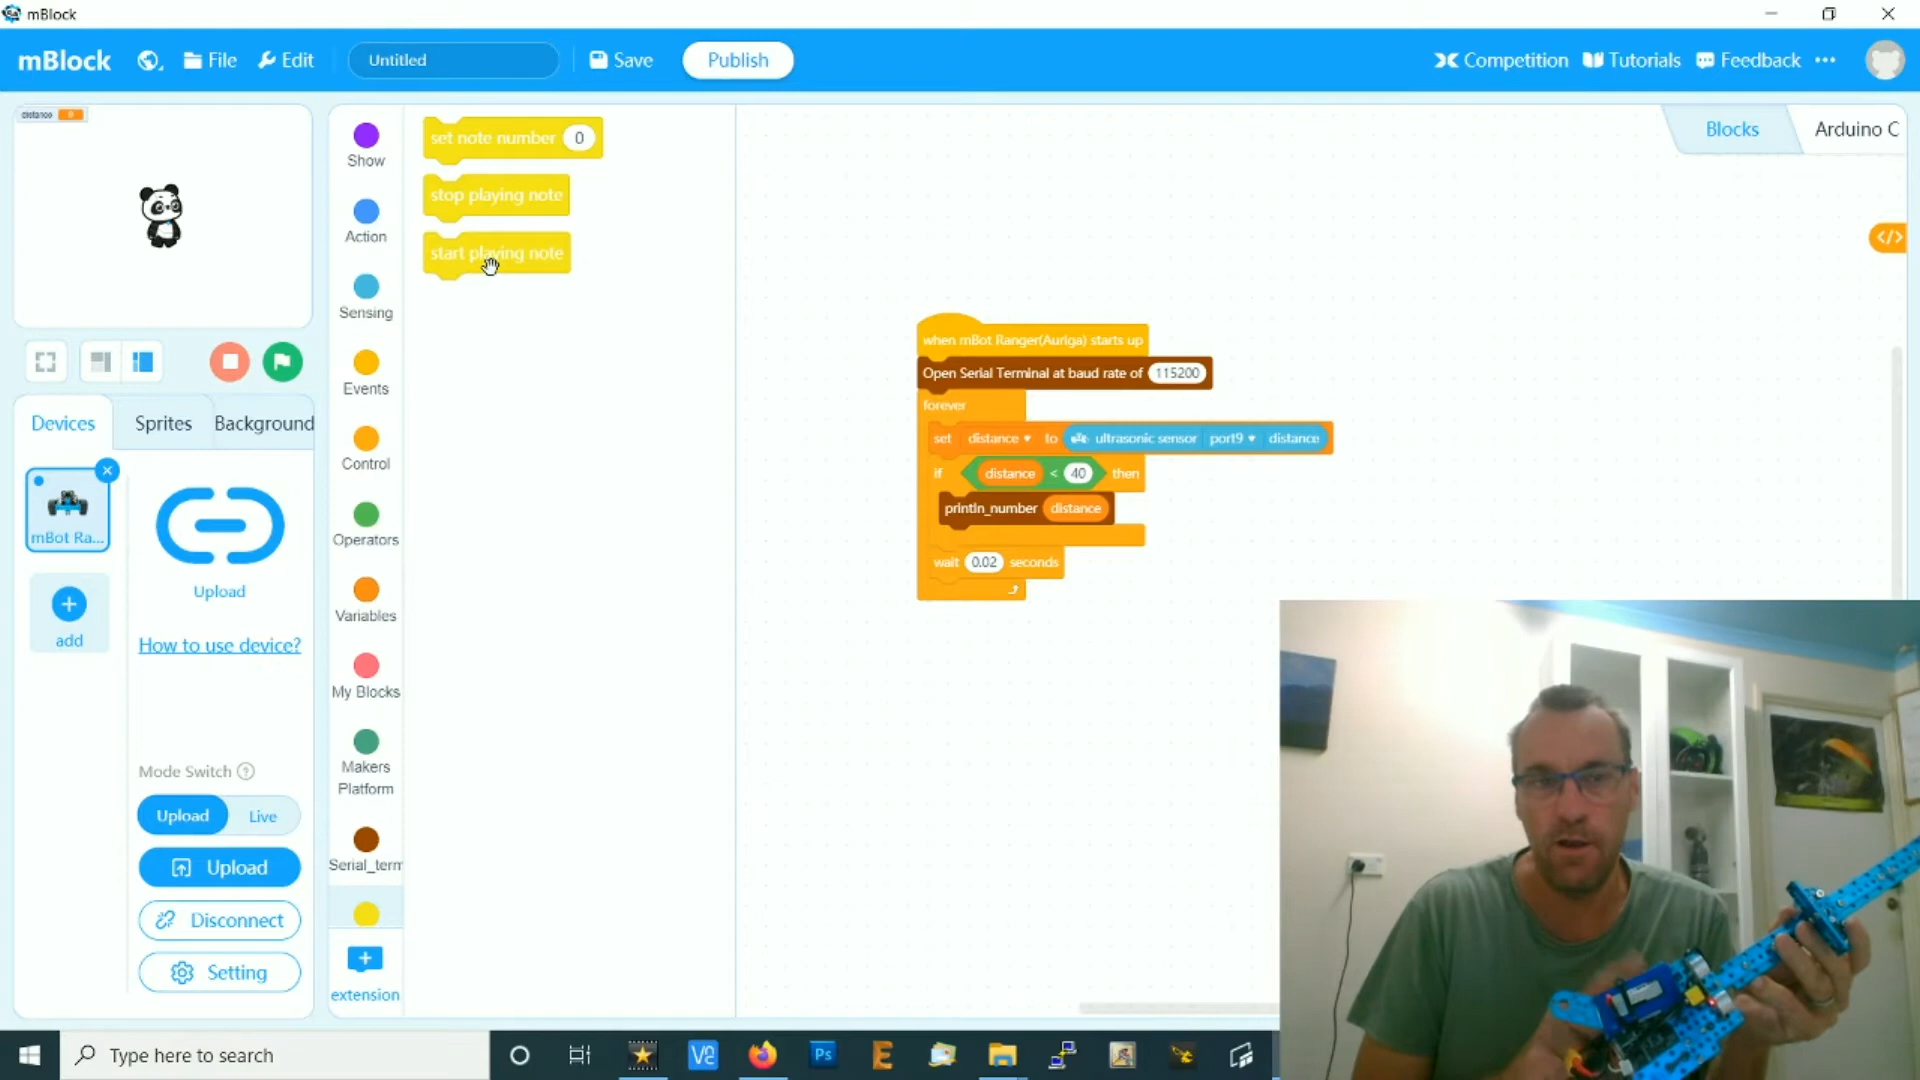 mBlock
mBlock
File
Edit
Untitled
Save
Publish
Competition
Tutorials
Feedback
distance
Show
Action
Sensing
Events
Control
Operators
Variables
My Blocks
Makers
Platform
Serial_term
extension
set note number 0
stop playing note
start playing note
Blocks
Arduino C
when mBot Ranger(Auriga) starts up
Open Serial Terminal at baud rate of 115200
forever
set distance to ultrasonic sensor port9 distance
if distance < 40 then
println_number distance
wait 0.02 seconds
Devices
Sprites
Background
mBot Ra...
add
Upload
How to use device?
Mode Switch ?
Upload
Live
Upload
Disconnect
Setting
Type here to search
Ps